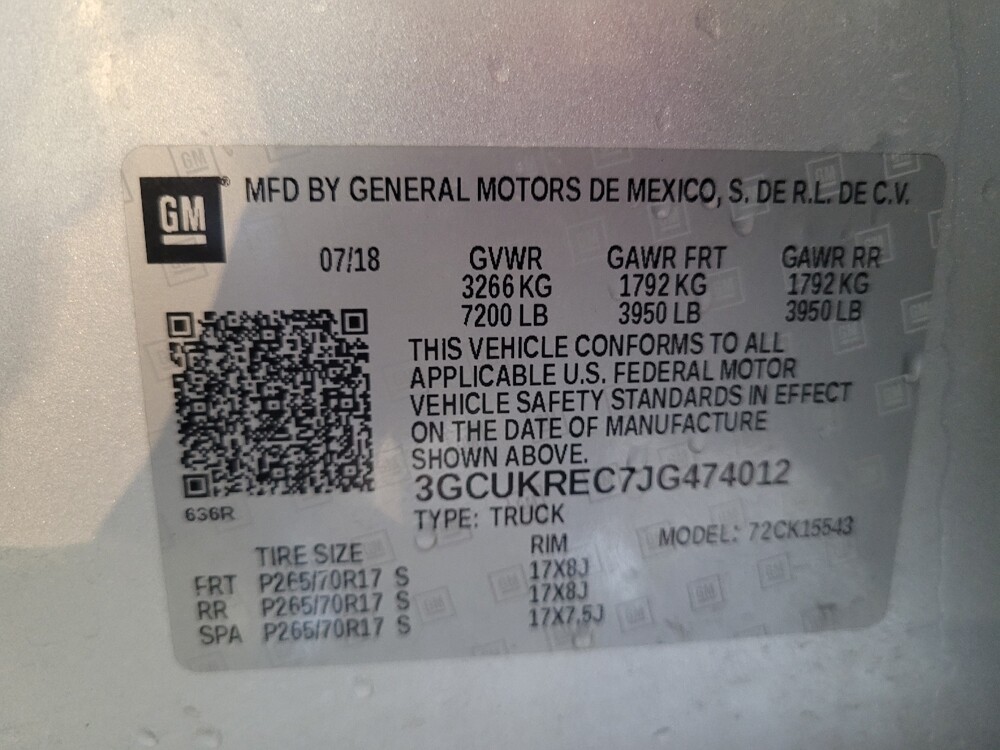 GM ® MFD BY GENERAL MOTORS DE MEXICO, S. DE R.L. DE C.V.
07/18 GVWR GAWR FRT GAWR RR
3266 KG 1792 KG 1792 KG
7200 LB 3950 LB 3950 LB
THIS VEHICLE CONFORMS TO ALL
APPLICABLE U.S. FEDERAL MOTOR
VEHICLE SAFETY STANDARDS IN EFFECT
ON THE DATE OF MANUFACTURE
SHOWN ABOVE.
3GCUKREC7JG474012
636R
TYPE: TRUCK MODEL: 72CK15543
TIRE SIZE RIM
FRT P265/70R17 S 17X8J
RR P265/70R17 S 17X8J
SPA P265/70R17 S 17X7.5J